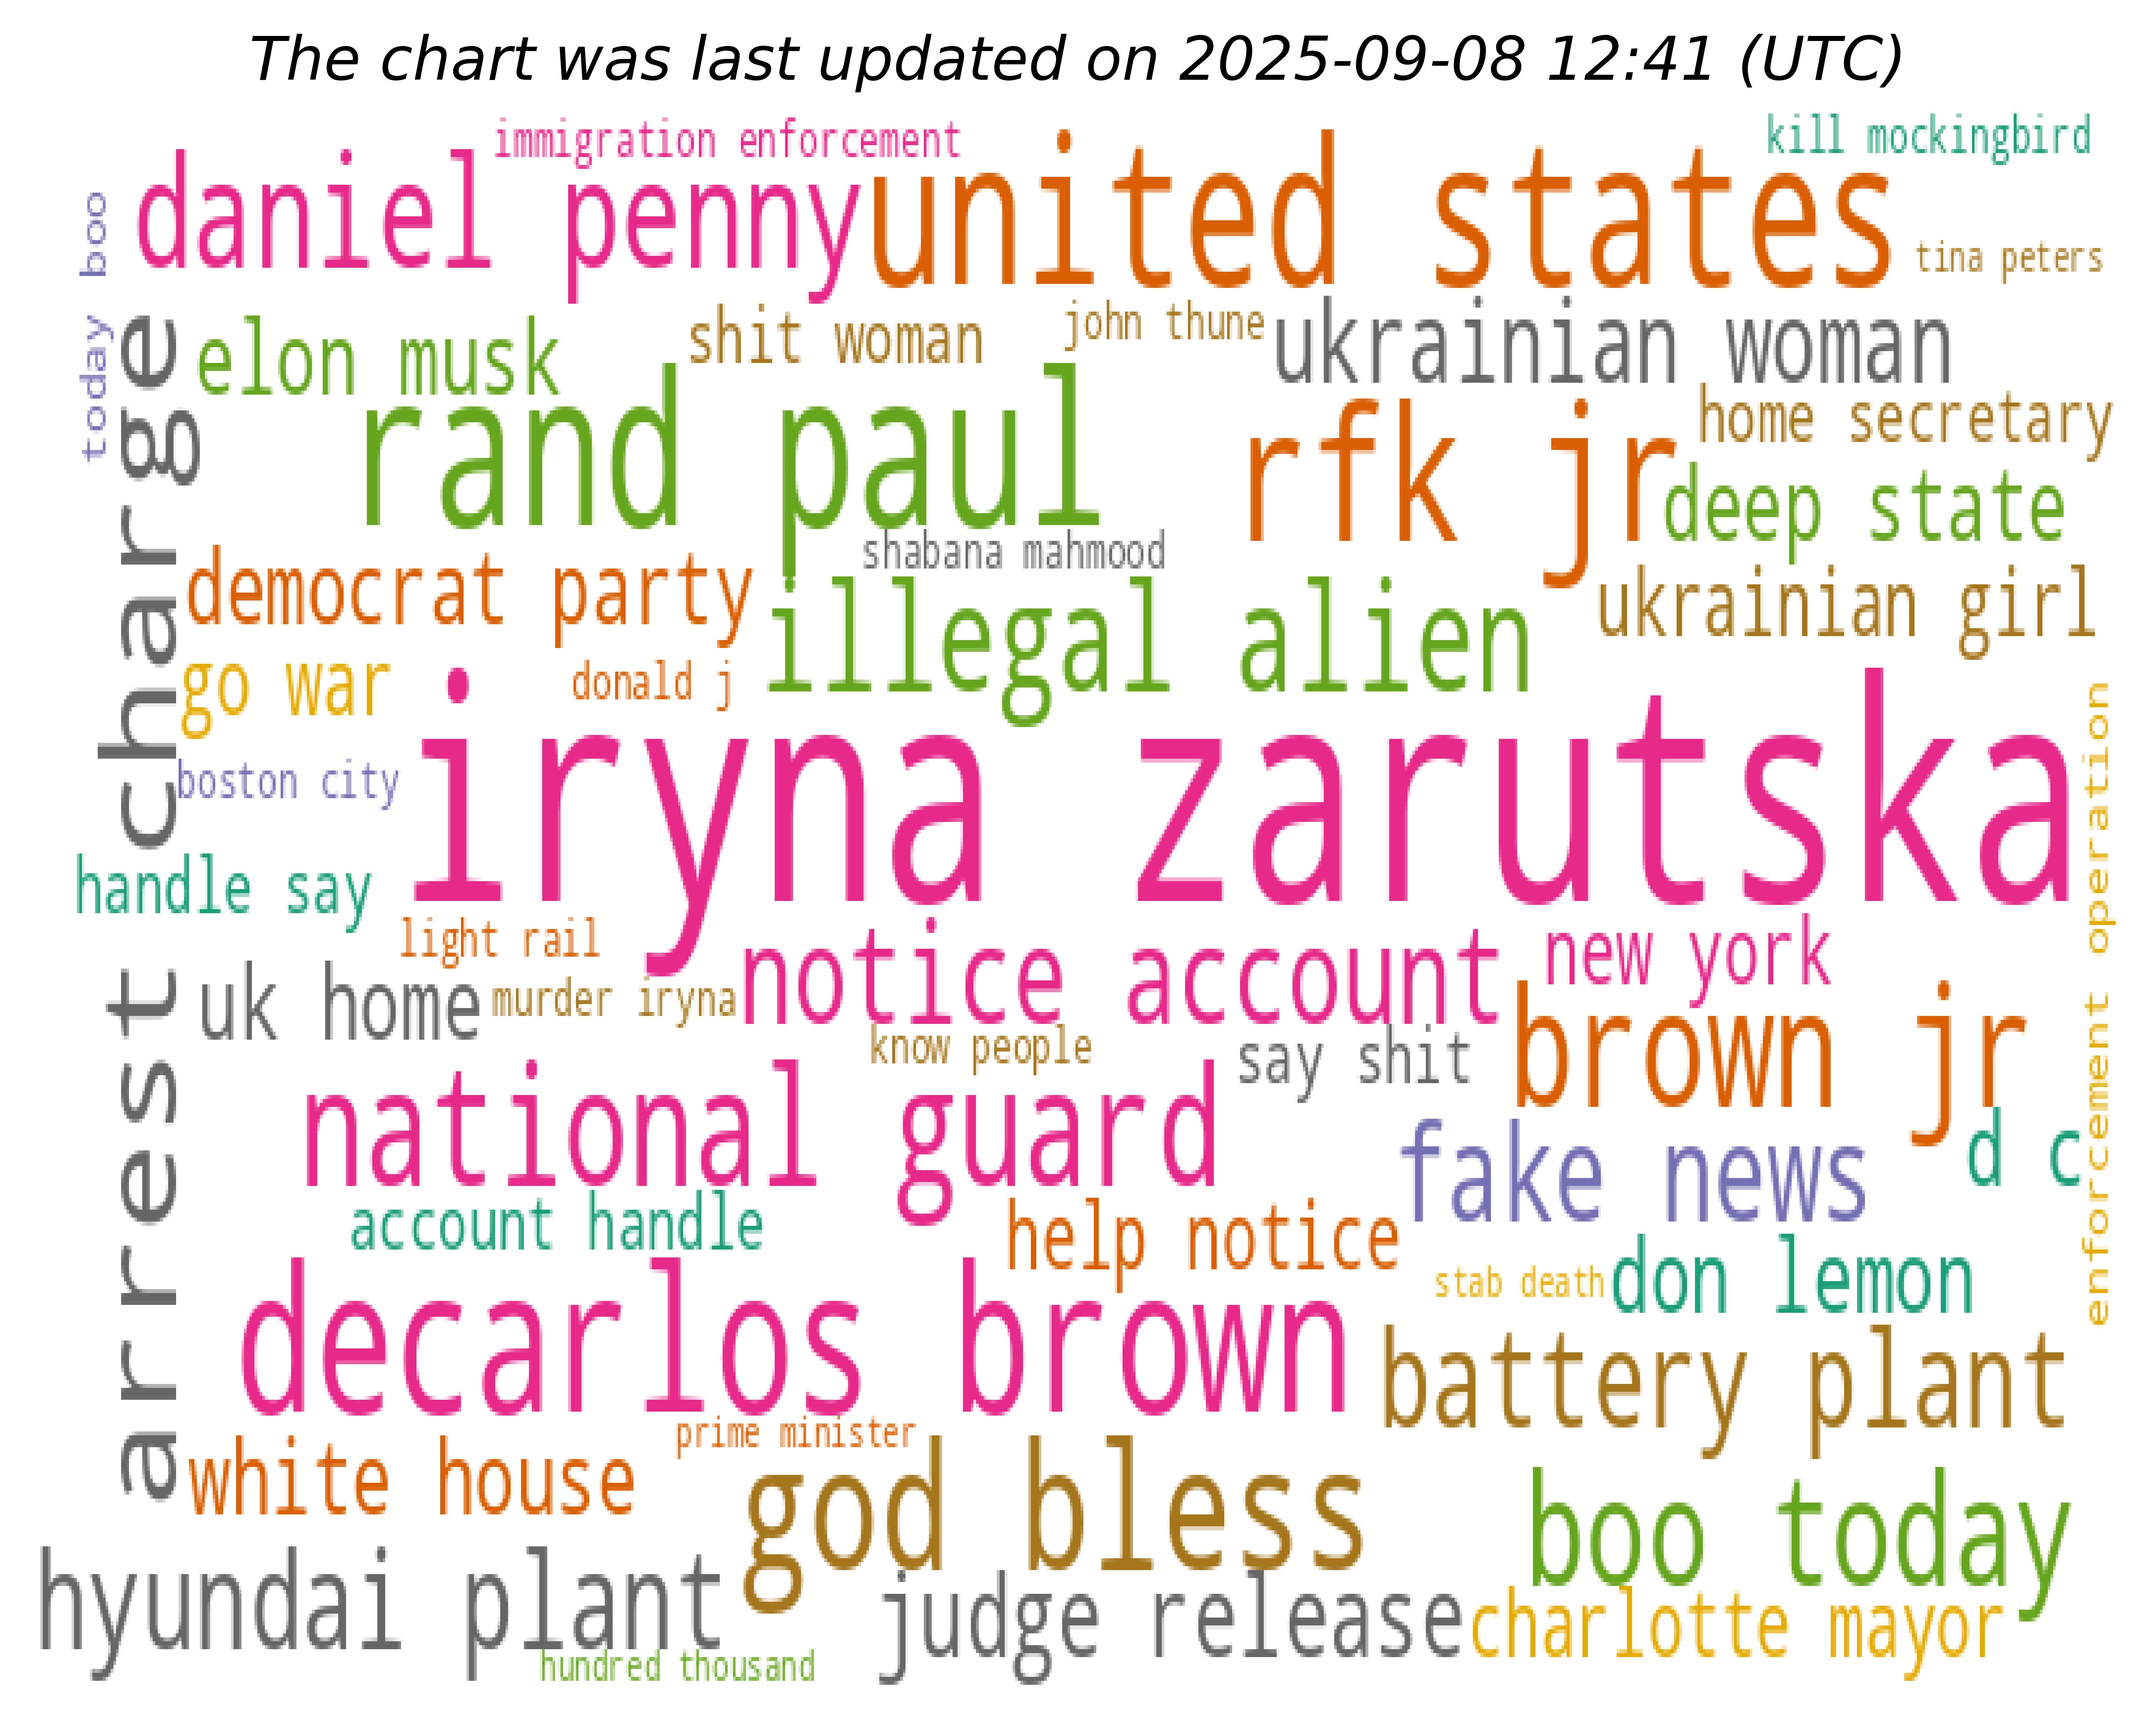 The chart was last updated on 2025-09-08 12:41 (UTC)
immigration enforcement
kill mockingbird
daniel penny
united states
tina peters
today boo
elon musk
shit woman
john thune
ukrainian woman
home secretary
arrest charge
rand paul
rfk jr
deep state
shabana mahmood
democrat party
illegal alien
ukrainian girl
go war
donald j
iryna zarutska
boston city
enforcement operation
handle say
light rail
notice account
new york
uk home
murder iryna
know people
say shit
brown jr
national guard
fake news
d c
account handle
help notice
stab death
don lemon
decarlos brown
battery plant
prime minister
white house
god bless
boo today
hyundai plant
judge release
charlotte mayor
hundred thousand